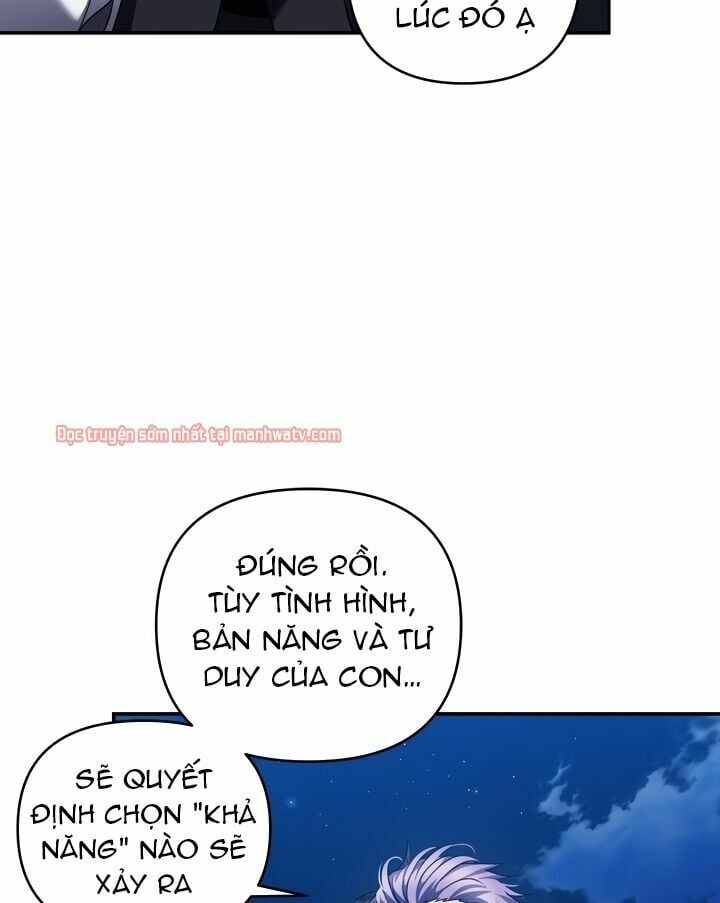 LÚC ĐÓ Ạ
Đọc truyện sớm nhất tại manhwatv.com
ĐÚNG RỒI.
TÙY TÌNH HÌNH,
BẢN NĂNG VÀ TƯ
DUY CỦA CON...
SẼ QUYẾT
ĐỊNH CHỌN "KHẢ
NĂNG" NÀO SẼ
XẢY RA